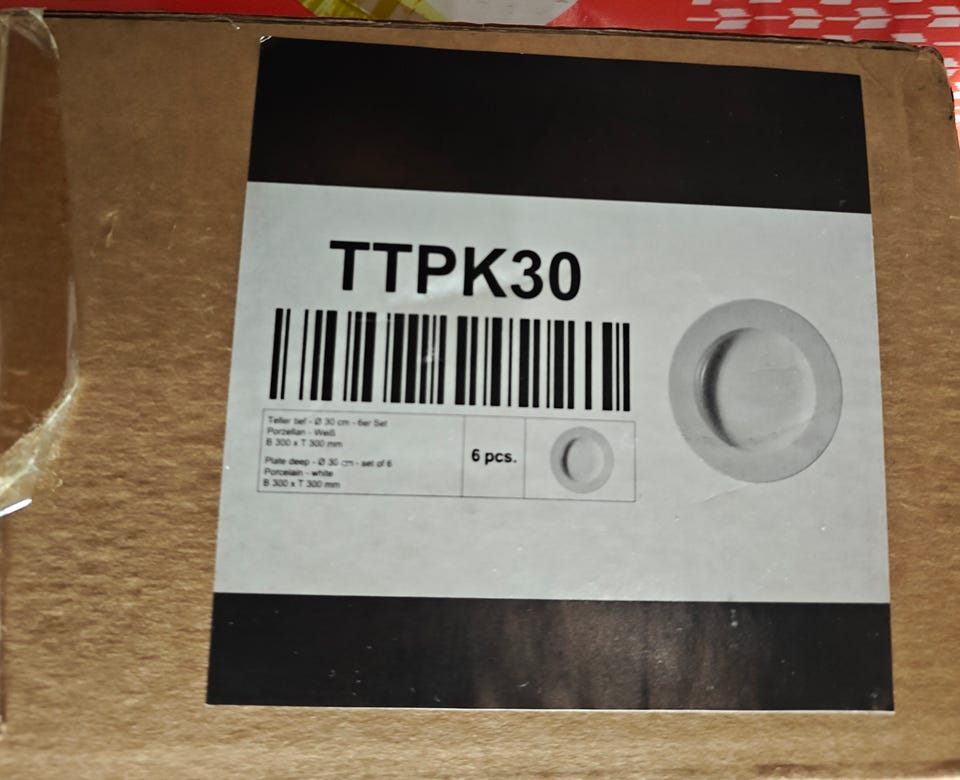 TTPK30
Teller tief - Ø 30 cm - 6er Set
Porzellan - Weiß
B 300 x T 300 mm
Plate deep - Ø 30 cm - set of 6
Porcelain - white
B 300 x T 300 mm
6 pcs.